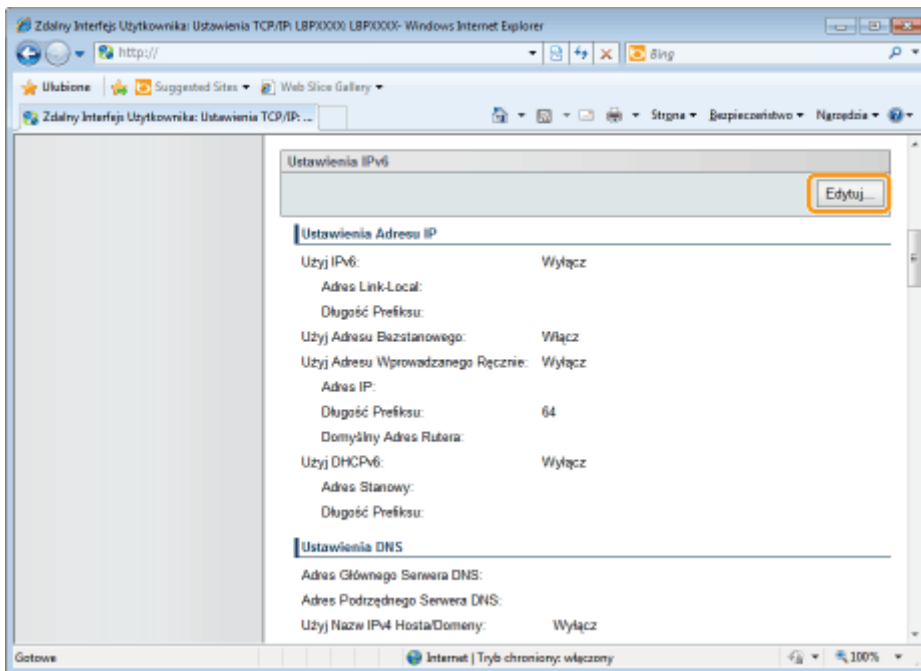 Zdalny Interfejs Użytkownika: Ustawienia TCP/IP: LBPXXXX: LBPXXXX- Windows Internet Explorer
http://
Bing
Ulubione Suggested Sites Web Slice Gallery
Zdalny Interfejs Użytkownika: Ustawienia TCP/IP: ...
Strona Bezpieczeństwo Narzędzia
Ustawienia IPv6
Edytuj...
Ustawienia Adresu IP
Użyj IPv6: Wyłącz
Adres Link-Local:
Długość Prefiksu:
Użyj Adresu Bezstanowego: Włącz
Użyj Adresu Wprowadzanego Ręcznie: Wyłącz
Adres IP:
Długość Prefiksu: 64
Domyślny Adres Rutera:
Użyj DHCPv6: Wyłącz
Adres Stanowy:
Długość Prefiksu:
Ustawienia DNS
Adres Głównego Serwera DNS:
Adres Podrzędnego Serwera DNS:
Użyj Nazw IPv4 Hosta/Domeny: Wyłącz
Gotowe Internet | Tryb chroniony: włączony 100%